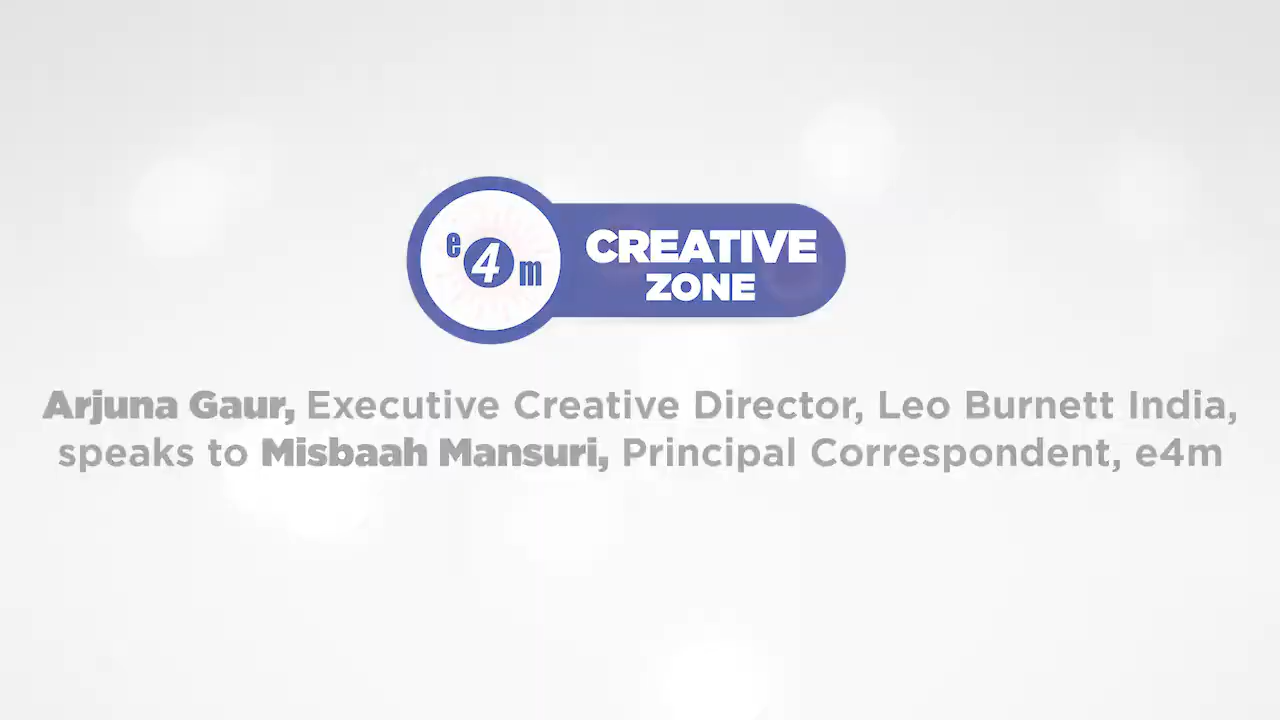 e4m
CREATIVE
ZONE
Arjuna Gaur, Executive Creative Director, Leo Burnett India,
speaks to Misbaah Mansuri, Principal Correspondent, e4m